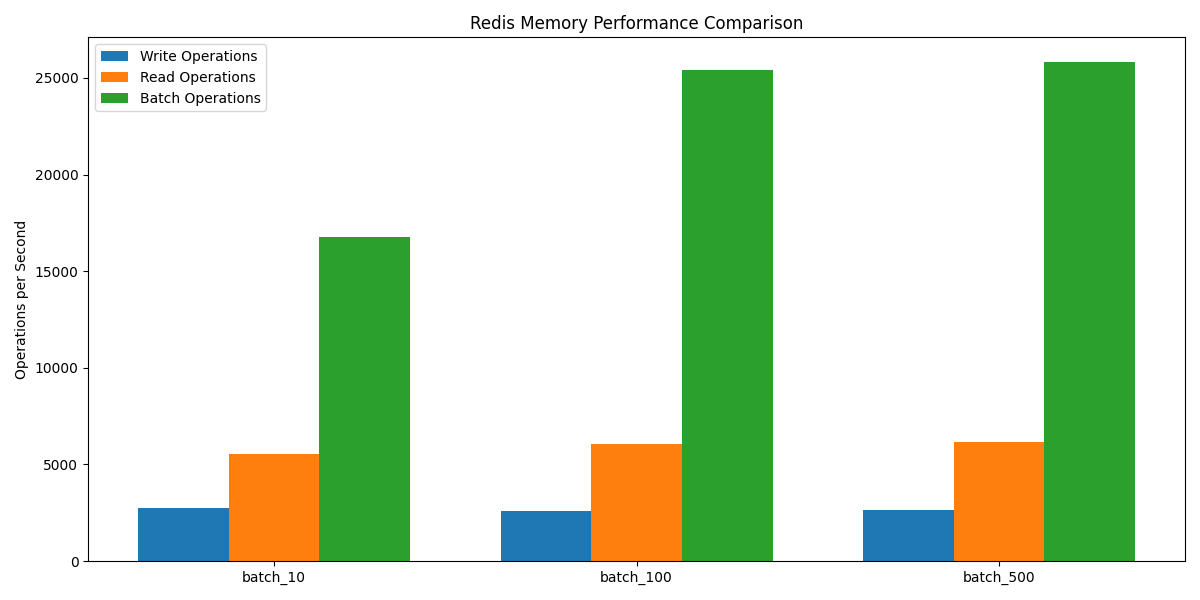 Redis Memory Performance Comparison
Write Operations
Read Operations
Batch Operations
Operations per Second
25000
20000
15000
10000
5000
0
batch_10
batch_100
batch_500